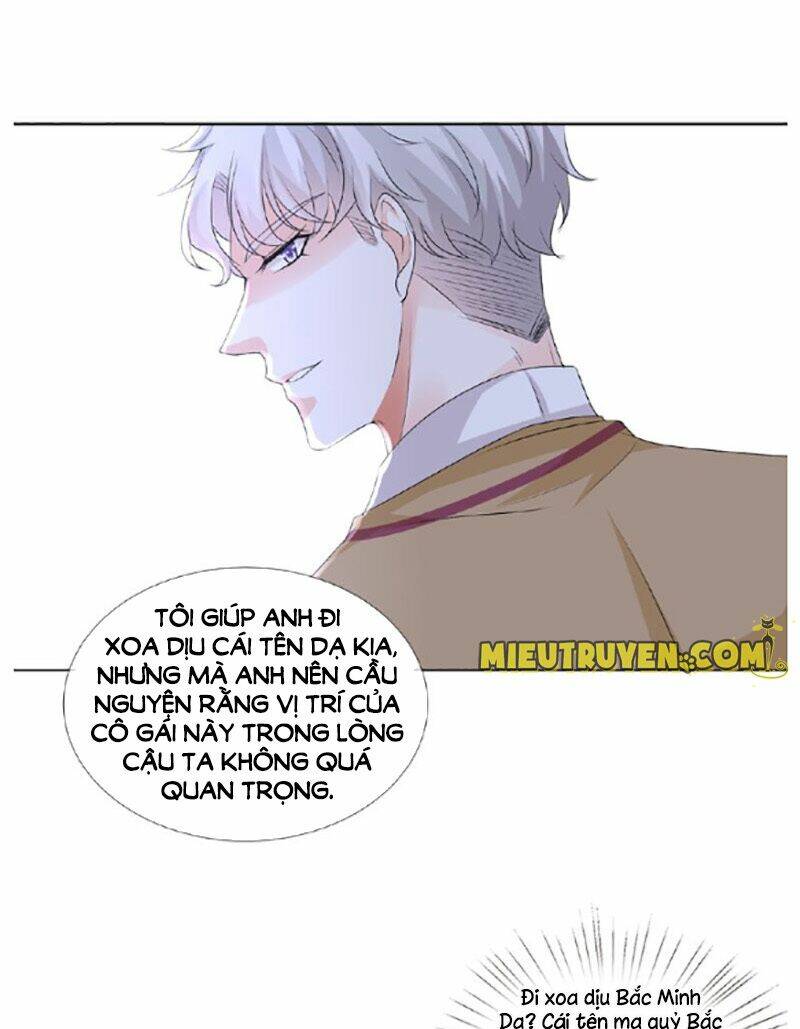 TÔI GIÚP ANH ĐI
XOA DỊU CÁI TÊN DẠ KIA,
NHƯNG MÀ ANH NÊN CẦU
NGUYỆN RẰNG VỊ TRÍ CỦA
CÔ GÁI NÀY TRONG LÒNG
CẬU TA KHÔNG QUÁ
QUAN TRỌNG.
MIEUTRUYEN.COM
Đi xoa dịu Bắc Minh
Dạ? Cái tên ma quỷ Bắc